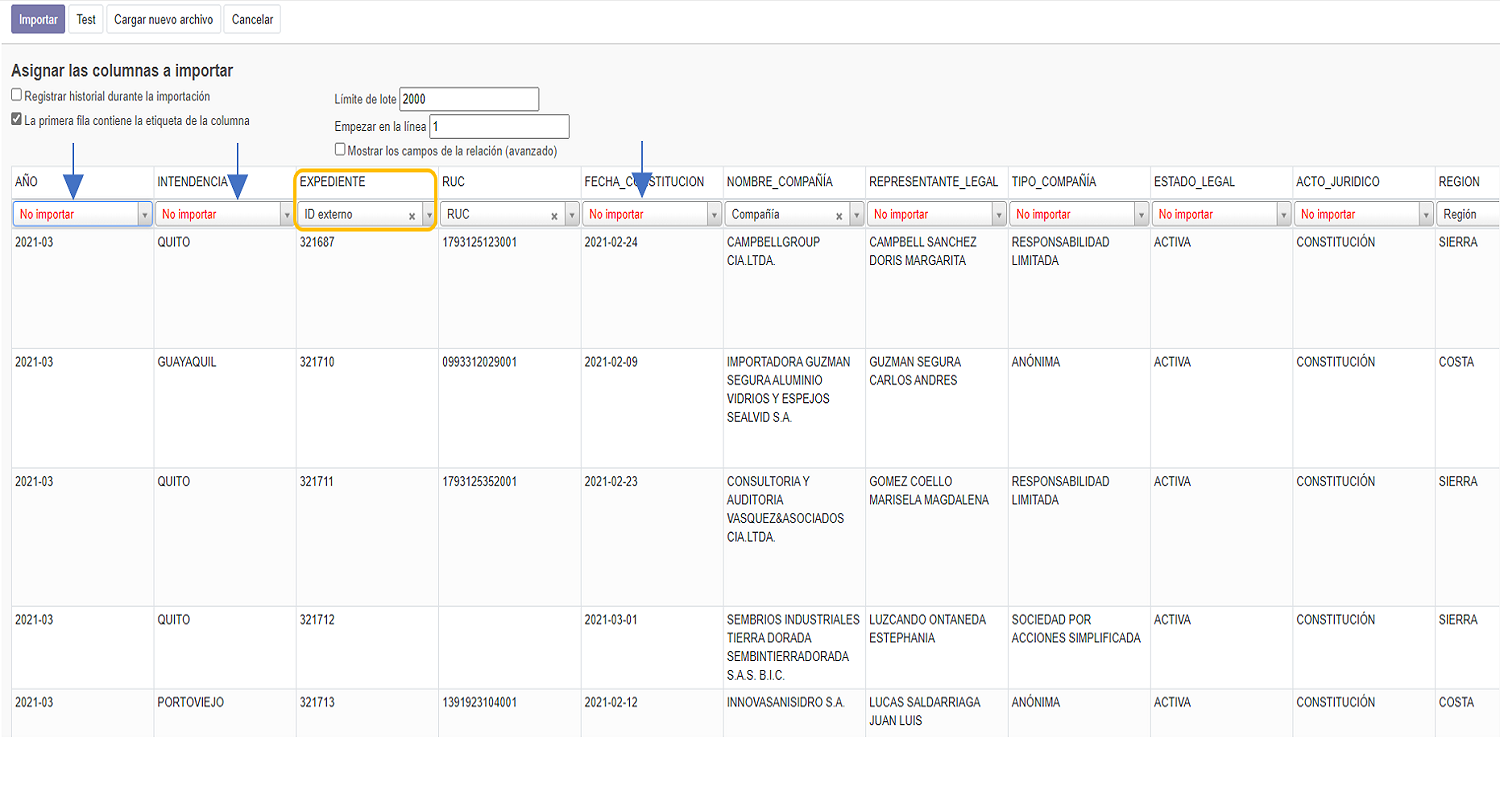 Importar Test Cargar nuevo archivo Cancelar
Asignar las columnas a importar
Registrar historial durante la importación
La primera fila contiene la etiqueta de la columna
Límite de lote 2000
Empezar en la línea 1
Mostrar los campos de la relación (avanzado)
AÑO INTENDENCIA EXPEDIENTE RUC FECHA_CONSTITUCION NOMBRE_COMPAÑÍA REPRESENTANTE_LEGAL TIPO_COMPAÑÍA ESTADO_LEGAL ACTO_JURIDICO REGION
No importar No importar ID externo x RUC x No importar Compañía x No importar No importar No importar No importar Región
2021-03 QUITO 321687 1793125123001 2021-02-24 CAMPBELLGROUP CAMPBELL SANCHEZ RESPONSABILIDAD ACTIVA CONSTITUCIÓN SIERRA
CIA.LTDA. DORIS MARGARITA LIMITADA
2021-03 GUAYAQUIL 321710 0993312029001 2021-02-09 IMPORTADORA GUZMAN GUZMAN SEGURA ANÓNIMA ACTIVA CONSTITUCIÓN COSTA
SEGURA ALUMINIO CARLOS ANDRES
VIDRIOS Y ESPEJOS
SEALVID S.A.
2021-03 QUITO 321711 1793125352001 2021-02-23 CONSULTORIA Y GOMEZ COELLO RESPONSABILIDAD ACTIVA CONSTITUCIÓN SIERRA
AUDITORIA MARISELA MAGDALENA LIMITADA
VASQUEZ&ASOCIADOS
CIA.LTDA.
2021-03 QUITO 321712 2021-03-01 SEMBRIOS INDUSTRIALES LUZCANDO ONTANEDA SOCIEDAD POR ACTIVA CONSTITUCIÓN SIERRA
TIERRA DORADA ESTEPHANIA ACCIONES SIMPLIFICADA
SEMBINTIERRADORADA
S.A.S. B.I.C.
2021-03 PORTOVIEJO 321713 1391923104001 2021-02-12 INNOVASANISIDRO S.A. LUCAS SALDARRIAGA ANÓNIMA ACTIVA CONSTITUCIÓN COSTA
JUAN LUIS